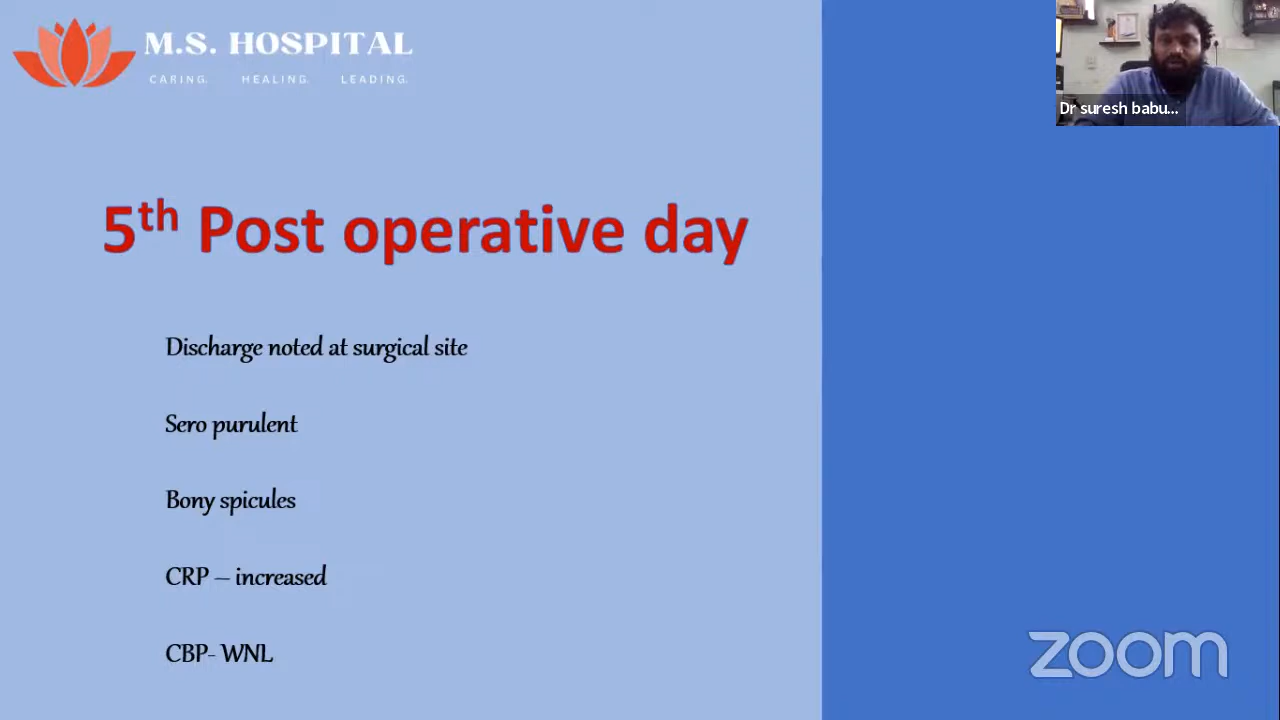 M.S. HOSPITAL
CARING. HEALING. LEADING.
Dr suresh babu...
5th Post operative day
Discharge noted at surgical site
Sero purulent
Bony spicules
CRP – increased
CBP- WNL
zoom